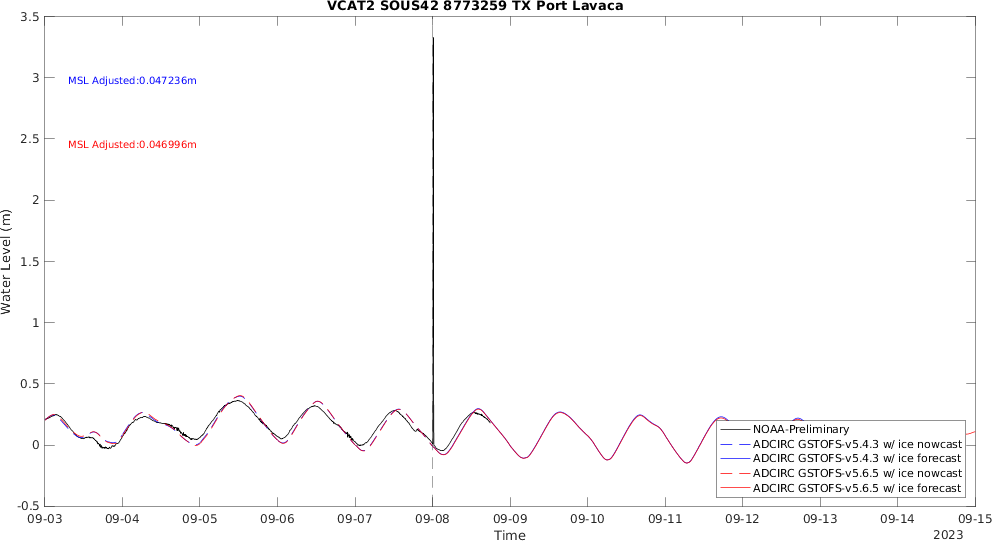 VCAT2 SOUS42 8773259 TX Port Lavaca
3.5
3
2.5
2
1.5
1
0.5
0
-0.5
Water Level (m)
MSL Adjusted:0.047236m
MSL Adjusted:0.046996m
NOAA-Preliminary
ADCIRC GSTOFS-v5.4.3 w/ ice nowcast
ADCIRC GSTOFS-v5.4.3 w/ ice forecast
ADCIRC GSTOFS-v5.6.5 w/ ice nowcast
ADCIRC GSTOFS-v5.6.5 w/ ice forecast
09-03 09-04 09-05 09-06 09-07 09-08 09-09 09-10 09-11 09-12 09-13 09-14 09-15
Time
2023